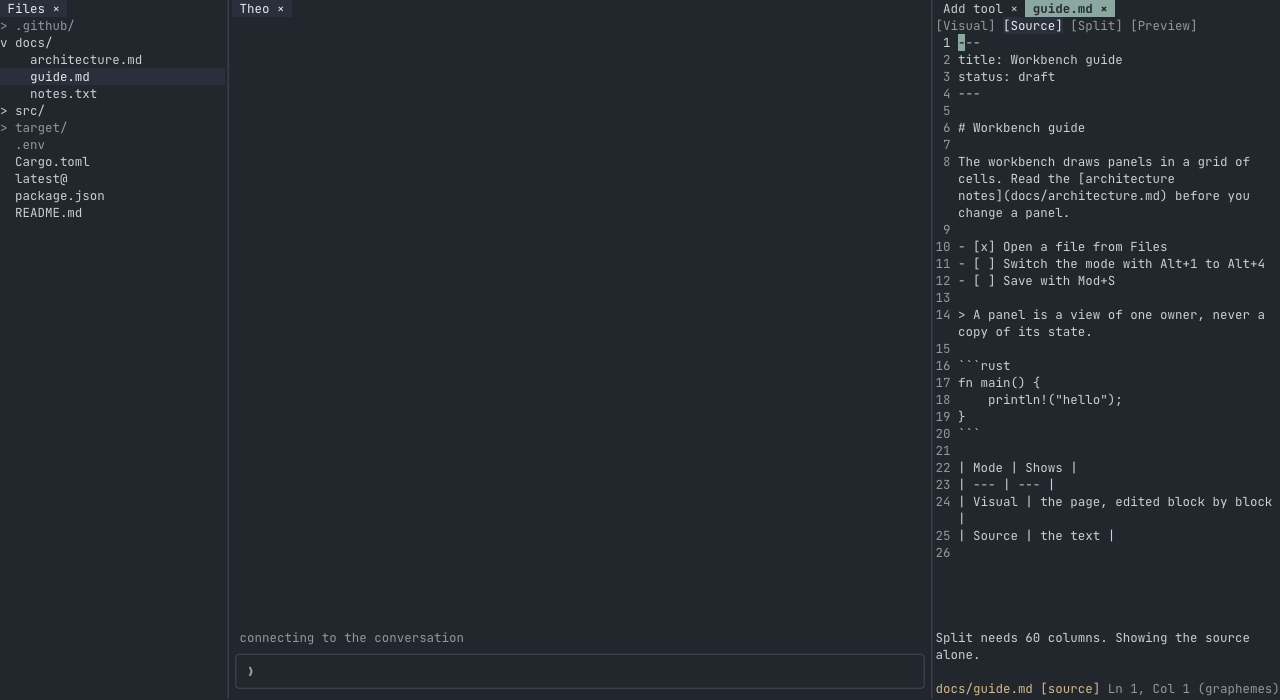 Files ×
> .github/
v docs/
architecture.md
guide.md
notes.txt
> src/
> target/
.env
Cargo.toml
latest@
package.json
README.md
Theo ×
connecting to the conversation
❯
Add tool × guide.md ×
[Visual] [Source] [Split] [Preview]
1 ---
2 title: Workbench guide
3 status: draft
4 ---
5
6 # Workbench guide
7
8 The workbench draws panels in a grid of
cells. Read the [architecture
notes](docs/architecture.md) before you
change a panel.
9
10 - [x] Open a file from Files
11 - [ ] Switch the mode with Alt+1 to Alt+4
12 - [ ] Save with Mod+S
13
14 > A panel is a view of one owner, never a
copy of its state.
15
16 ```rust
17 fn main() {
18     println!("hello");
19 }
20 ```
21
22 | Mode | Shows |
23 | --- | --- |
24 | Visual | the page, edited block by block
|
25 | Source | the text |
26
Split needs 60 columns. Showing the source
alone.
docs/guide.md [source] Ln 1, Col 1 (graphemes)